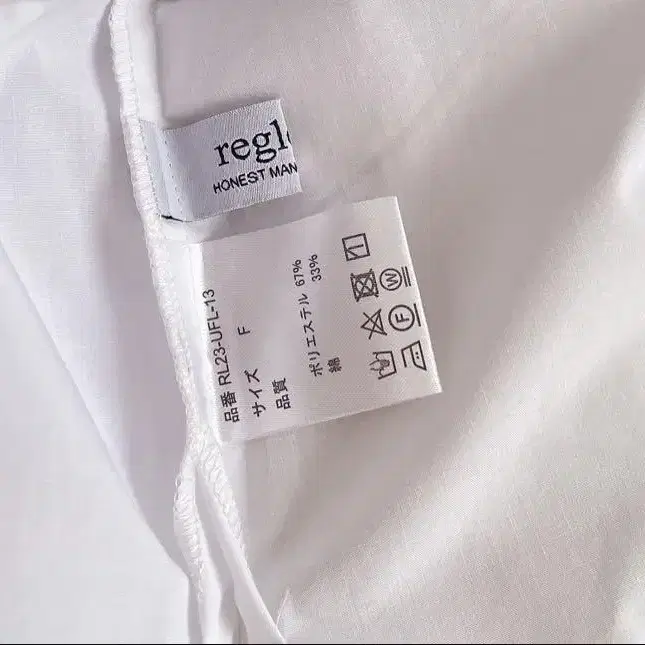 regl
HONEST MAN
品番 RL23-UFL-13
サイズ F
品質
ポリエステル 67%
綿 33%
W
F